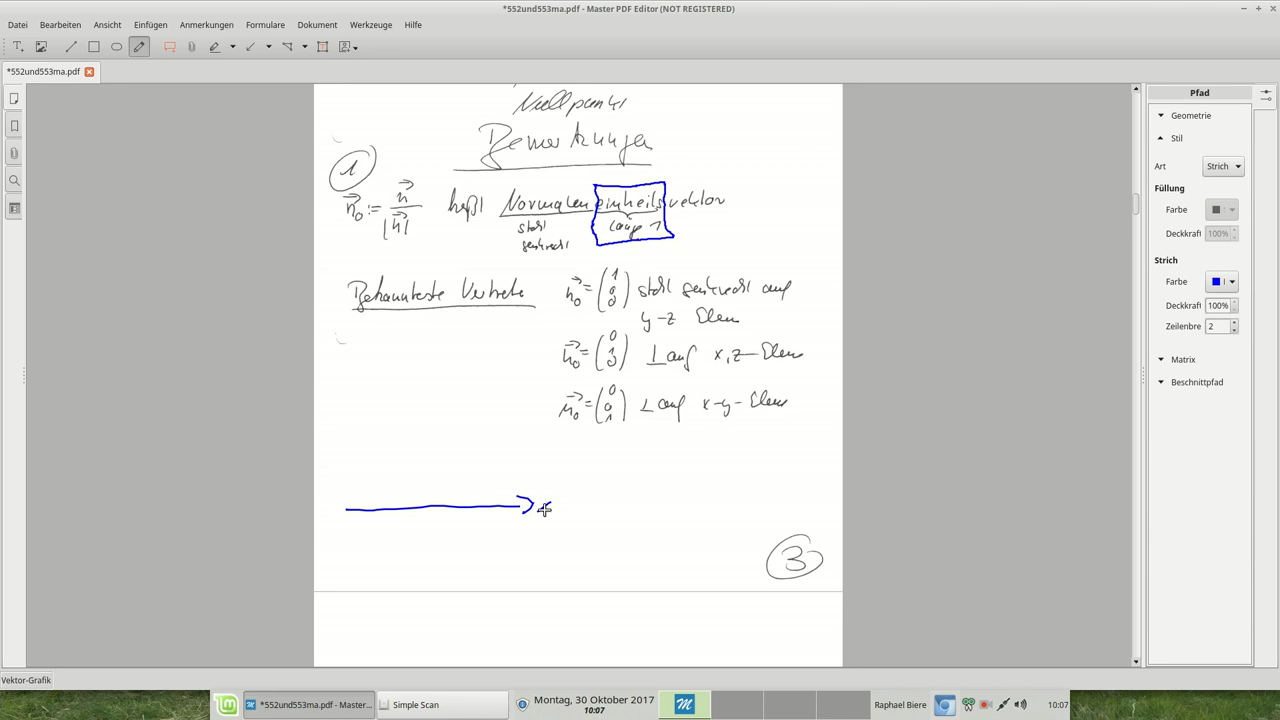 *552und553ma.pdf - Master PDF Editor (NOT REGISTERED)
Datei Bearbeiten Ansicht Einfügen Anmerkungen Formulare Dokument Werkzeuge Hilfe
*552und553ma.pdf
Nullpunkt
Bemerkungen
1
n₀ := n / |n| heißt Normaleneinheitsvektor
steht Länge 1
senkrecht
Bekannteste Vertreter n₀ = (1 0 0) steht senkrecht auf
y-z Ebene
n₀ = (0 1 0) ⊥ auf x,z-Ebene
n₀ = (0 0 1) ⊥ auf x-y-Ebene
3
Pfad
Geometrie
Stil
Art Strich
Füllung
Farbe
Deckkraft 100%
Strich
Farbe
Deckkraft 100%
Zeilenbre 2
Matrix
Beschnittpfad
Vektor-Grafik
*552und553ma.pdf - Master... Simple Scan Montag, 30 Oktober 2017 Raphael Biere 10:07
10:07